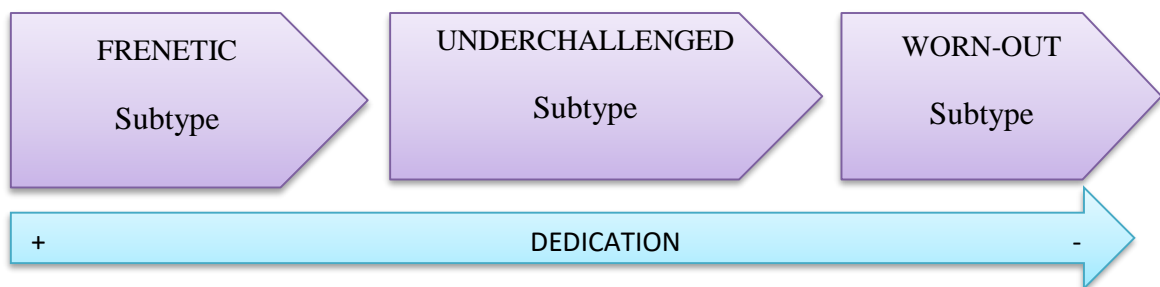 FRENETIC
Subtype
UNDERCHALLENGED
Subtype
WORN-OUT
Subtype
+ DEDICATION -